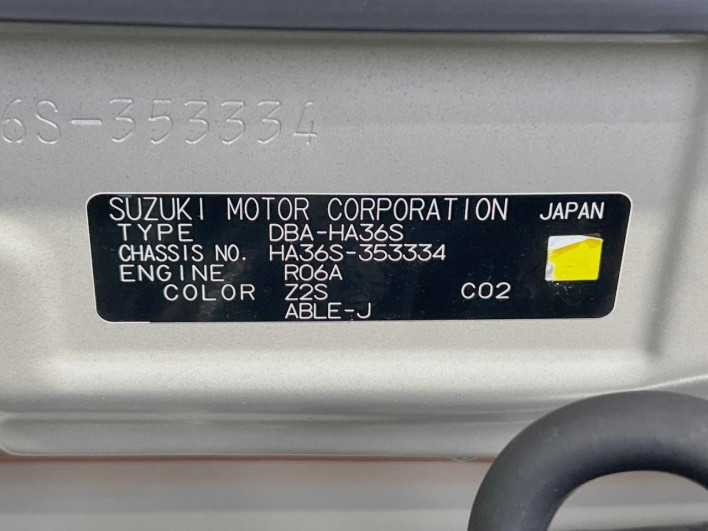 6S-353334
SUZUKI MOTOR CORPORATION JAPAN
TYPE DBA-HA36S
CHASSIS NO. HA36S-353334
ENGINE R06A
COLOR Z2S C02
ABLE-J